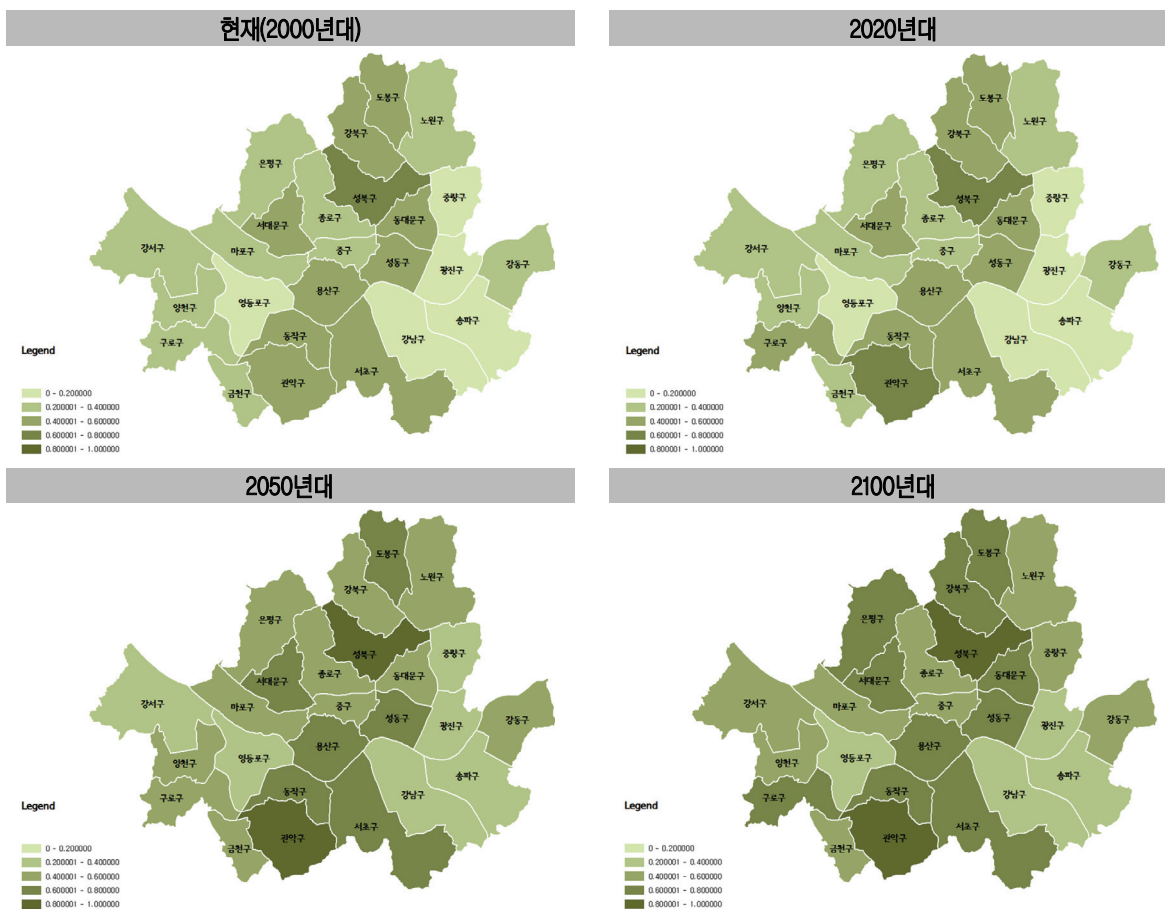 현재(2000년대)
도봉구
노원구
강북구
은평구
성북구
중랑구
서대문구
종로구
동대문구
강서구
마포구
중구
성동구
광진구
강동구
양천구
영등포구
용산구
송파구
구로구
동작구
강남구
서초구
금천구
관악구
Legend
0 - 0.200000
0.200001 - 0.400000
0.400001 - 0.600000
0.600001 - 0.800000
0.800001 - 1.000000
2020년대
도봉구
노원구
강북구
은평구
성북구
중랑구
서대문구
종로구
동대문구
강서구
마포구
중구
성동구
광진구
강동구
양천구
영등포구
용산구
송파구
구로구
동작구
강남구
서초구
금천구
관악구
Legend
0 - 0.200000
0.200001 - 0.400000
0.400001 - 0.600000
0.600001 - 0.800000
0.800001 - 1.000000
2050년대
도봉구
노원구
강북구
은평구
성북구
중랑구
서대문구
종로구
동대문구
강서구
마포구
중구
성동구
광진구
강동구
양천구
영등포구
용산구
송파구
구로구
동작구
강남구
서초구
금천구
관악구
Legend
0 - 0.200000
0.200001 - 0.400000
0.400001 - 0.600000
0.600001 - 0.800000
0.800001 - 1.000000
2100년대
도봉구
노원구
강북구
은평구
성북구
중랑구
서대문구
종로구
동대문구
강서구
마포구
중구
성동구
광진구
강동구
양천구
영등포구
용산구
송파구
구로구
동작구
강남구
서초구
금천구
관악구
Legend
0 - 0.200000
0.200001 - 0.400000
0.400001 - 0.600000
0.600001 - 0.800000
0.800001 - 1.000000